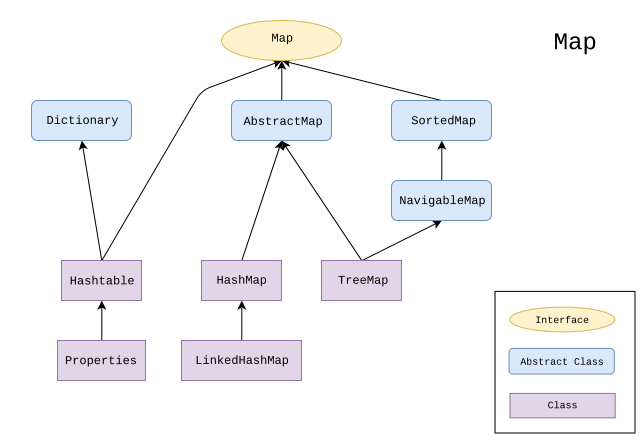 Map
Map
Dictionary
AbstractMap
SortedMap
NavigableMap
Hashtable
HashMap
TreeMap
Properties
LinkedHashMap
Interface
Abstract Class
Class